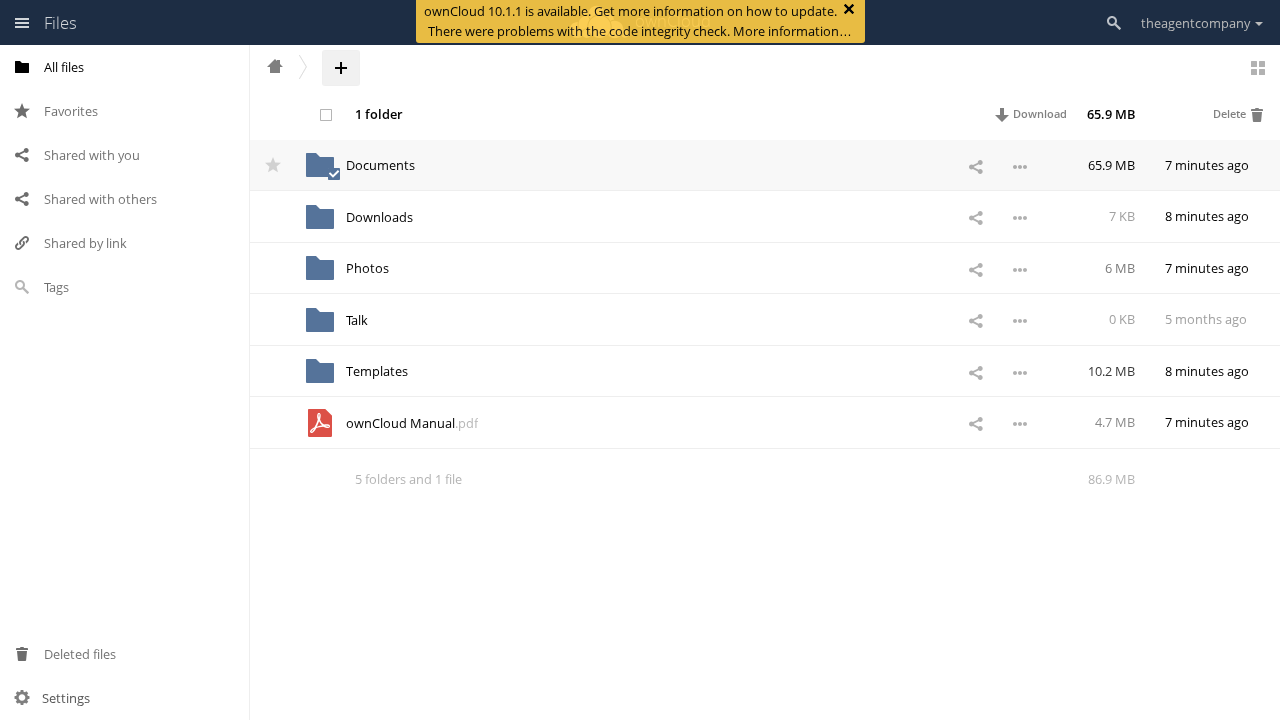 Files
ownCloud 10.1.1 is available. Get more information on how to update.
There were problems with the code integrity check. More information…
theagentcompany
All files
Favorites
Shared with you
Shared with others
Shared by link
Tags
Deleted files
Settings
1 folder Download 65.9 MB Delete
Documents 65.9 MB 7 minutes ago
Downloads 7 KB 8 minutes ago
Photos 6 MB 7 minutes ago
Talk 0 KB 5 months ago
Templates 10.2 MB 8 minutes ago
ownCloud Manual.pdf 4.7 MB 7 minutes ago
5 folders and 1 file 86.9 MB